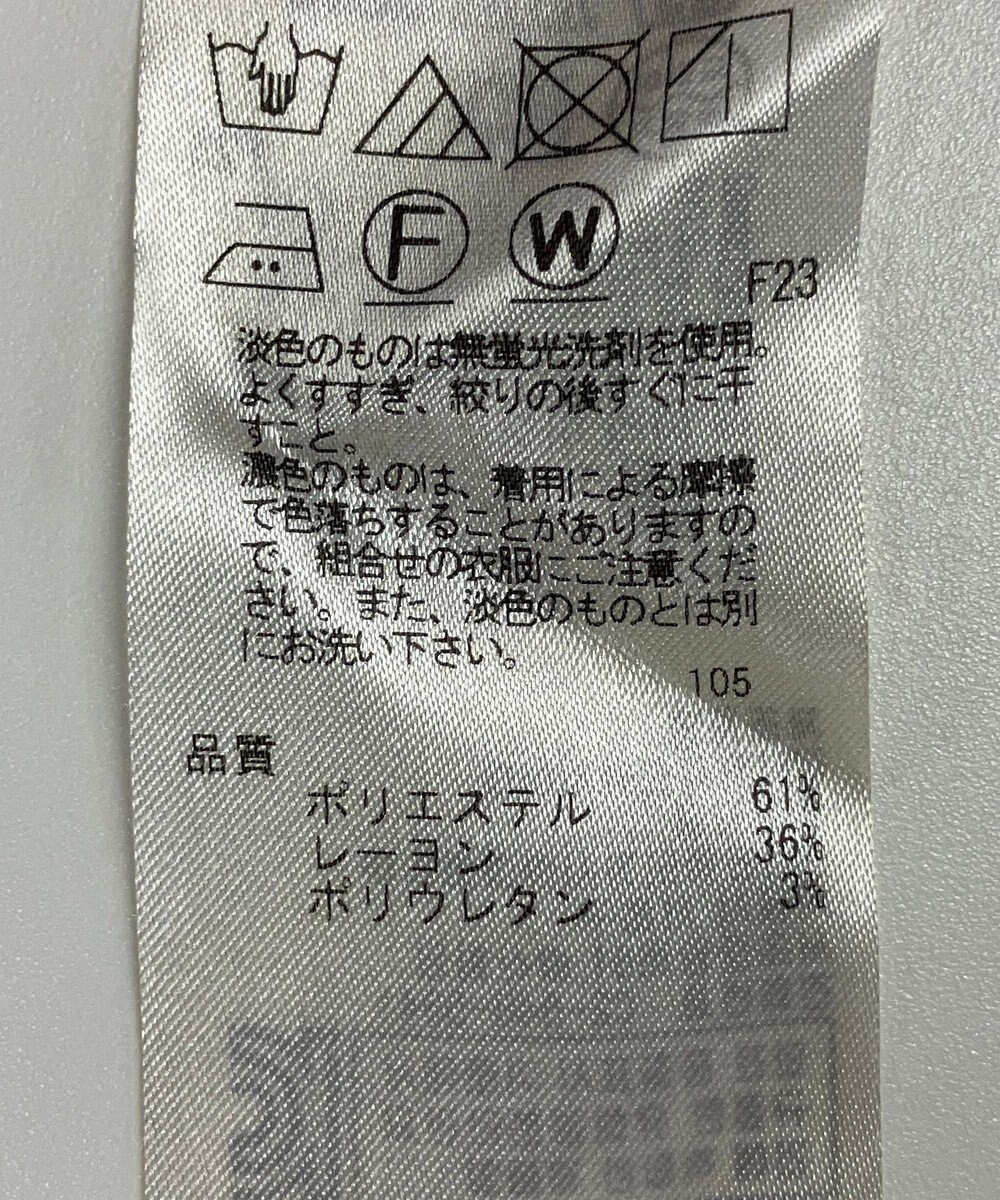 F
W
F23
淡色のものは無蛍光洗剤を使用。
よくすすぎ、絞りの後すぐに干
すこと。
濃色のものは、着用による摩擦
で色落ちすることがありますの
で、組合せの衣服にご注意くだ
さい。また、淡色のものとは別
にお洗い下さい。
105
品質
ポリエステル 61%
レーヨン 36%
ポリウレタン 3%